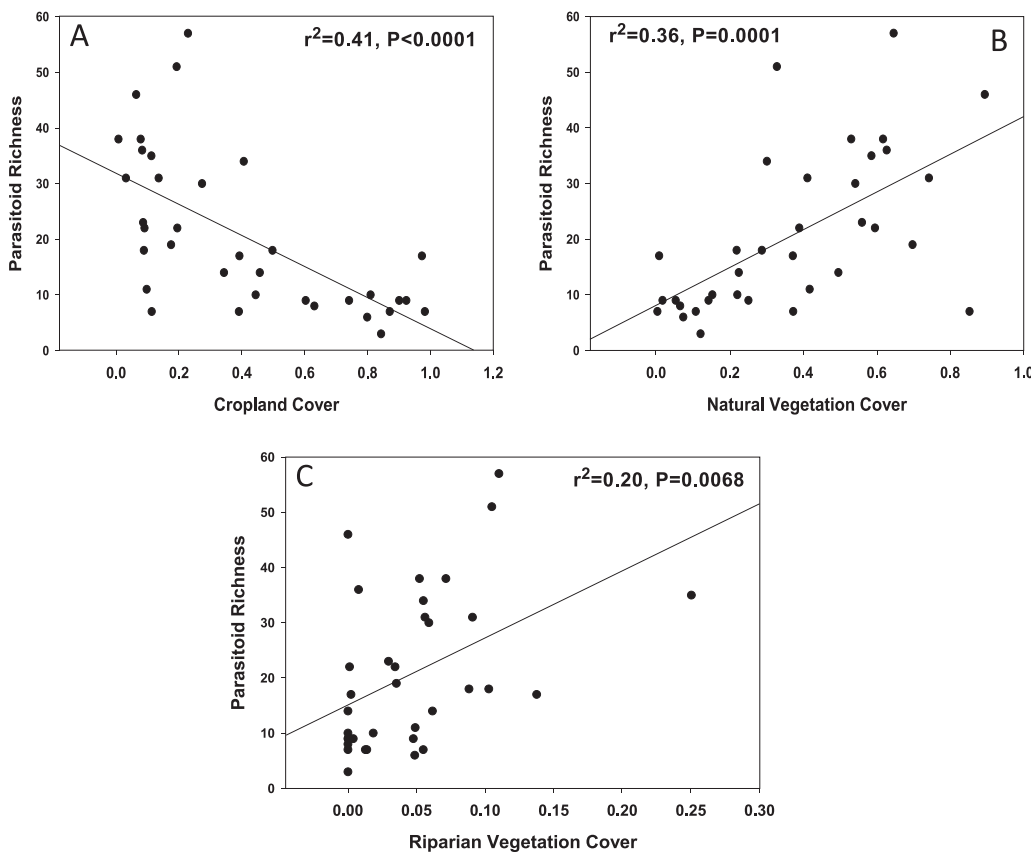 A
r²=0.41, P<0.0001
Parasitoid Richness
60
50
40
30
20
10
0
0.0 0.2 0.4 0.6 0.8 1.0 1.2
Cropland Cover
B
r²=0.36, P=0.0001
Parasitoid Richness
60
50
40
30
20
10
0
0.0 0.2 0.4 0.6 0.8 1.0
Natural Vegetation Cover
C
r²=0.20, P=0.0068
Parasitoid Richness
60
50
40
30
20
10
0
0.00 0.05 0.10 0.15 0.20 0.25 0.30
Riparian Vegetation Cover